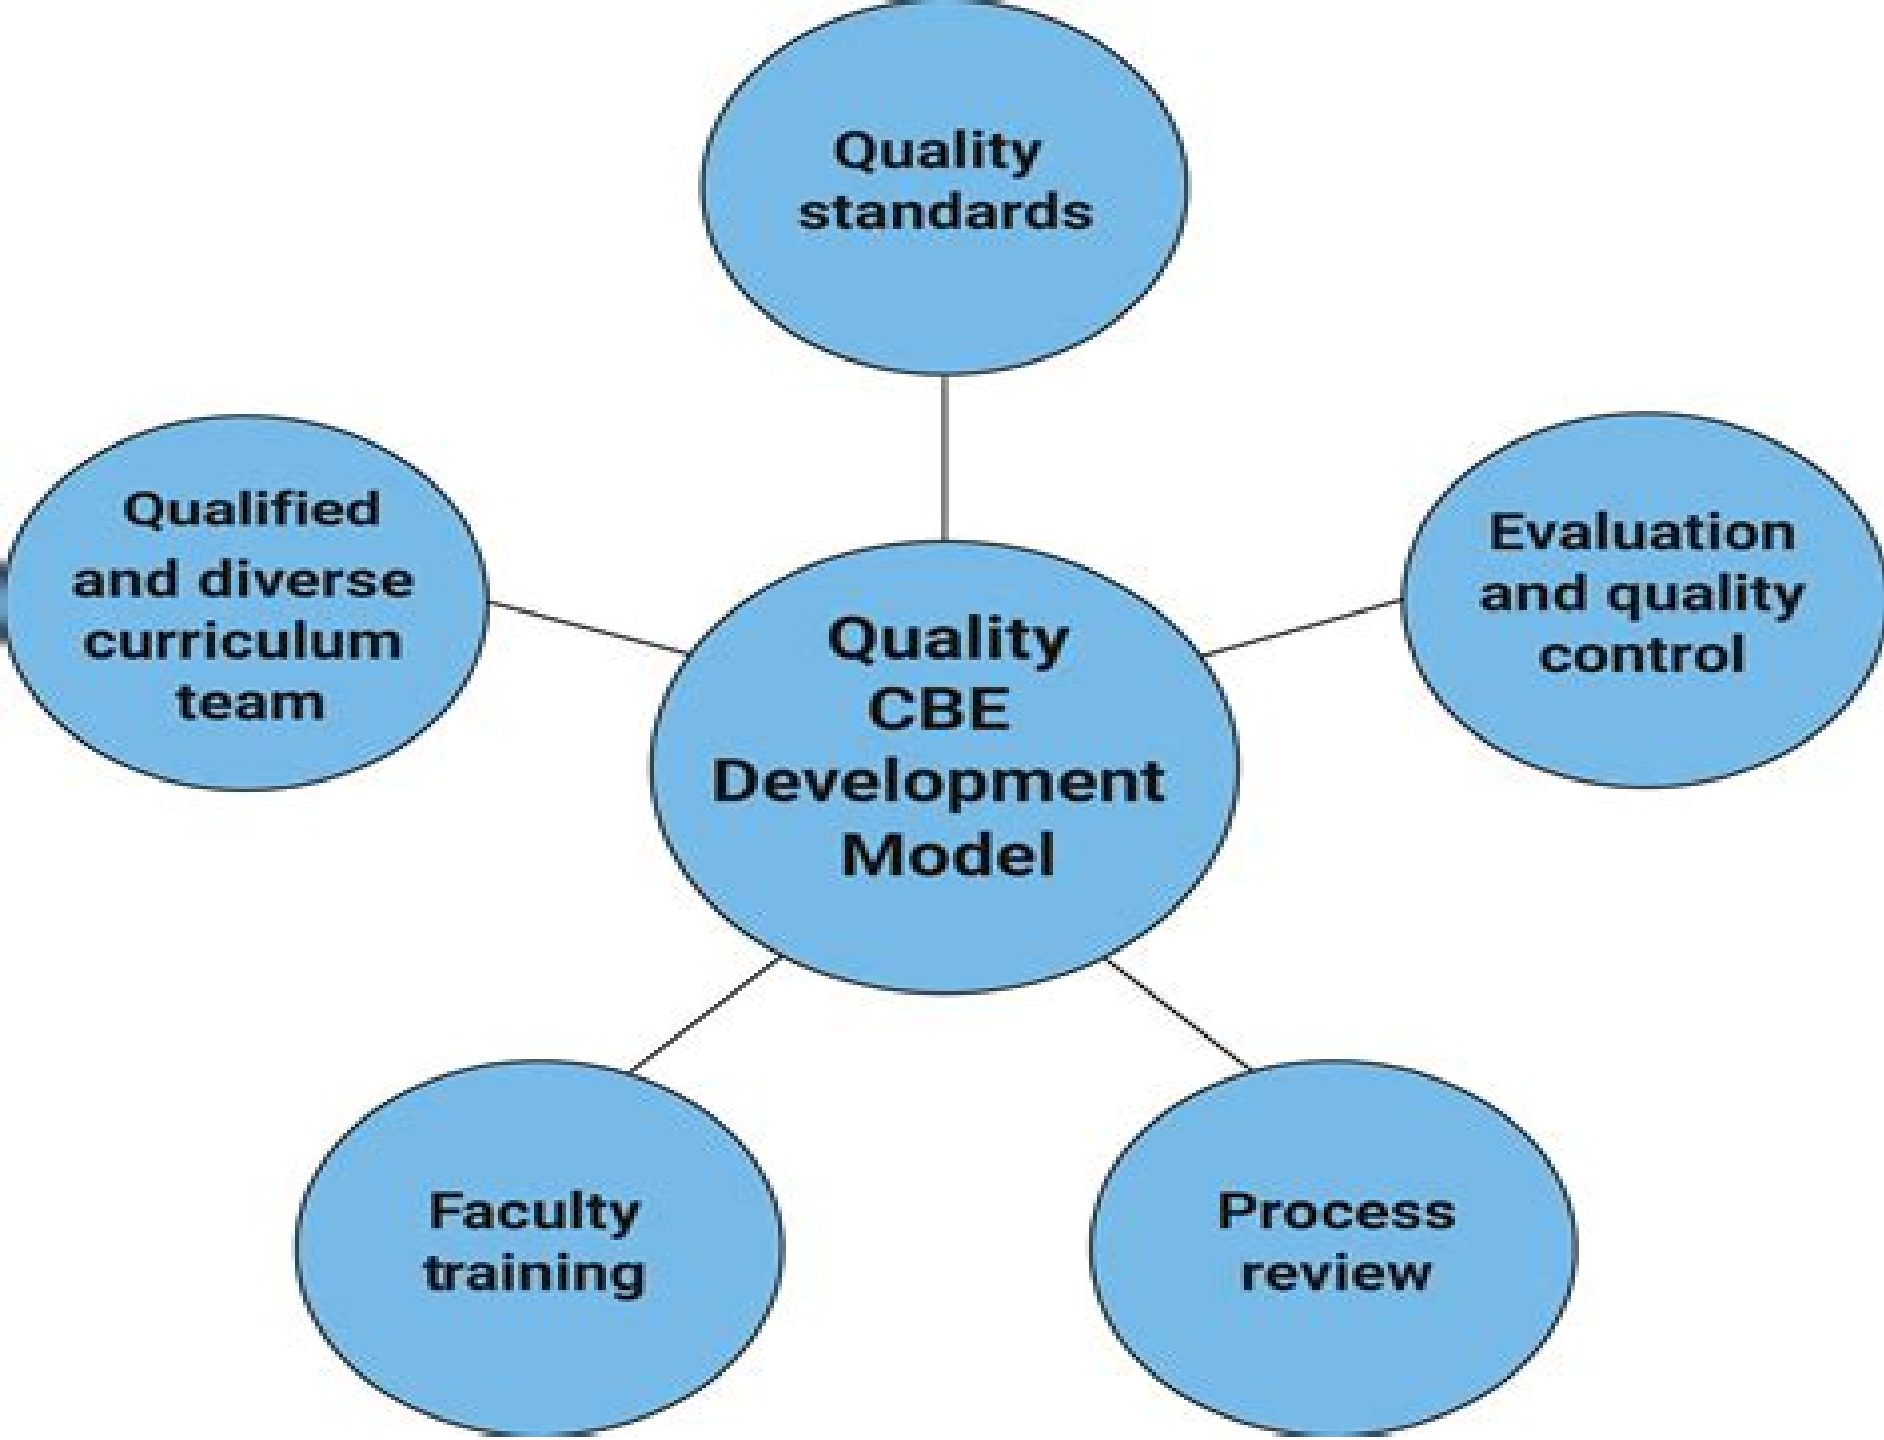 Quality
standards
Qualified
and diverse
curriculum
team
Evaluation
and quality
control
Quality
CBE
Development
Model
Faculty
training
Process
review